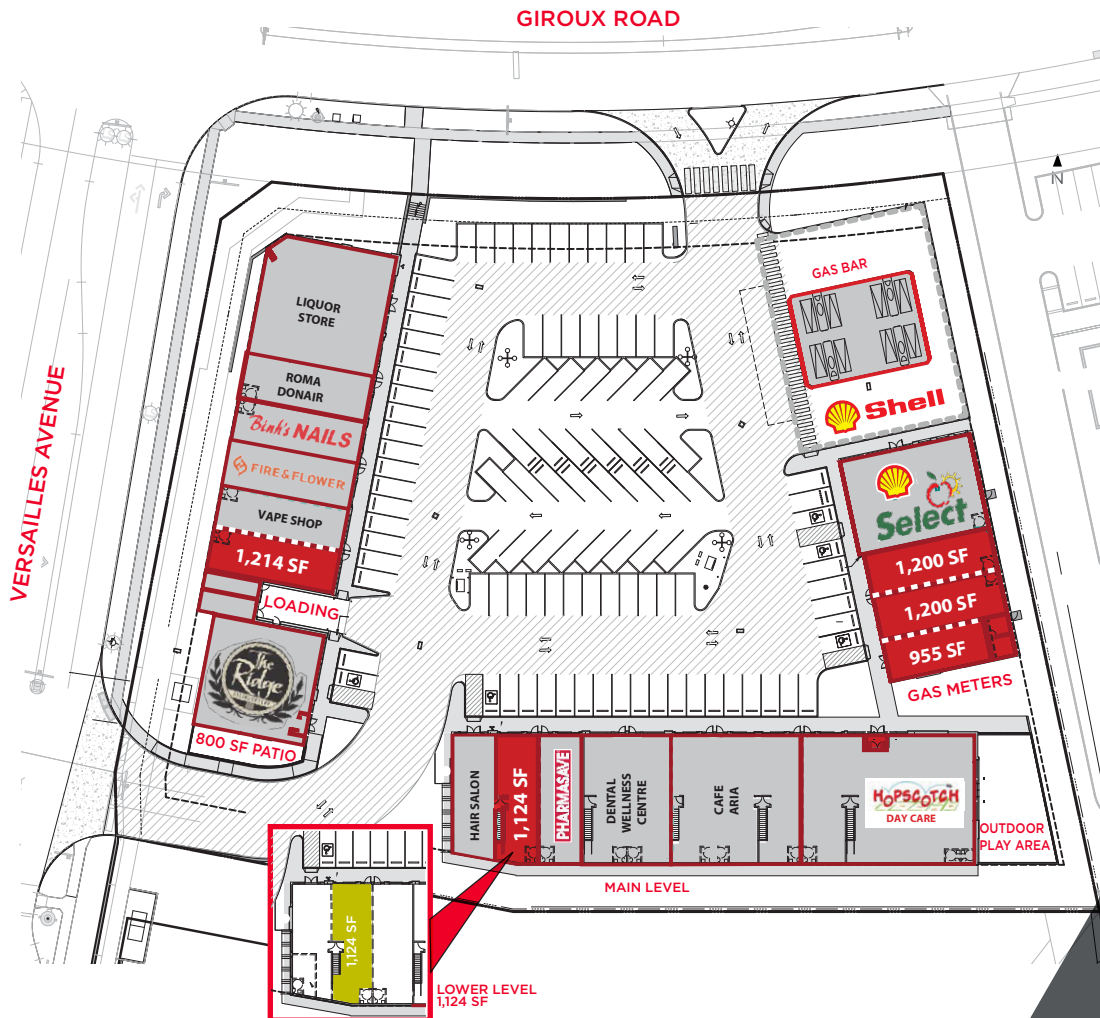 GIROUX ROAD
N
GAS BAR
LIQUOR
STORE
ROMA
DONAIR
Binh's NAILS
FIRE & FLOWER
VAPE SHOP
1,214 SF
LOADING
The
Ridge
800 SF PATIO
VERSAILLES AVENUE
Shell
Select
1,200 SF
1,200 SF
955 SF
GAS METERS
HAIR SALON
1,124 SF
PHARMASAVE
DENTAL
WELLNESS
CENTRE
CAFE
ARIA
HOPSCOTCH
DAY CARE
OUTDOOR
PLAY AREA
MAIN LEVEL
1,124 SF
LOWER LEVEL
1,124 SF